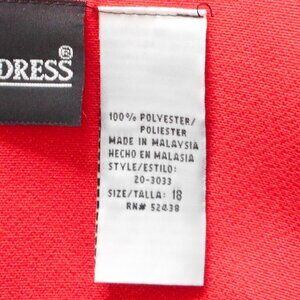 DRESS®
100% POLYESTER/
POLIESTER
MADE IN MALAYSIA
HECHO EN MALASIA
STYLE/ESTILO:
20-3033
SIZE/TALLA: 18
RN# 52438